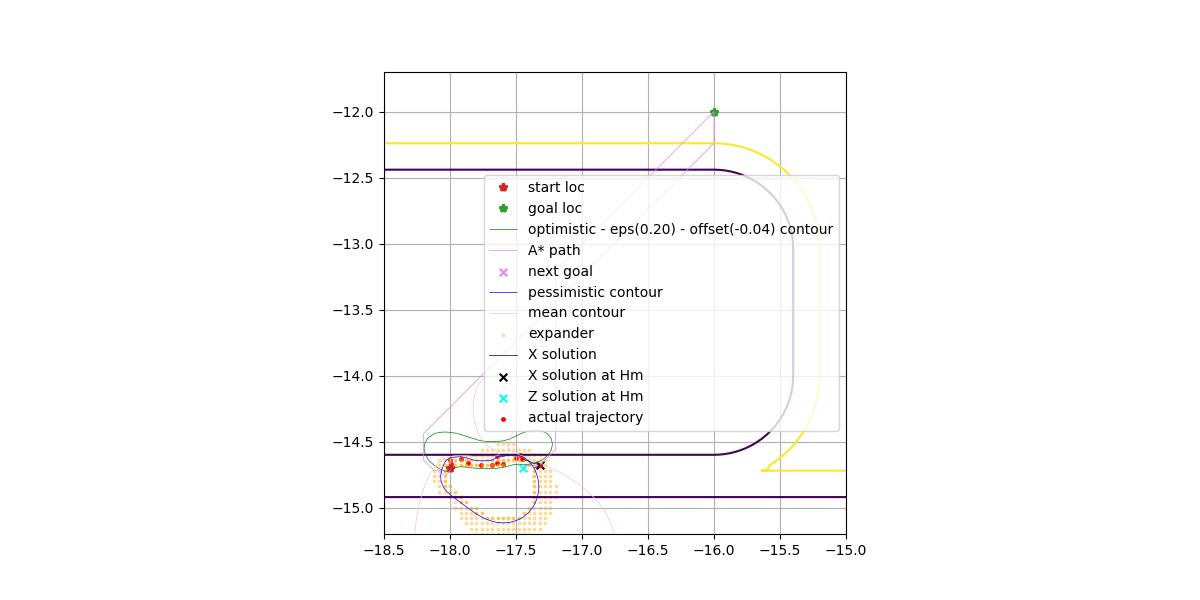 −12.0
−12.5
−13.0
−13.5
−14.0
−14.5
−15.0
start loc
goal loc
optimistic - eps(0.20) - offset(-0.04) contour
A* path
next goal
pessimistic contour
mean contour
expander
X solution
X solution at Hm
Z solution at Hm
actual trajectory
−18.5 −18.0 −17.5 −17.0 −16.5 −16.0 −15.5 −15.0